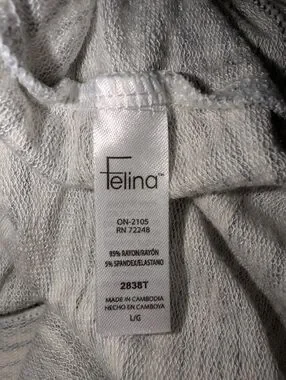 Felina™
ON-2105
RN 72248
95% RAYON/RAYÓN
5% SPANDEX/ELASTANO
2838T
MADE IN CAMBODIA
HECHO EN CAMBOYA
L/G